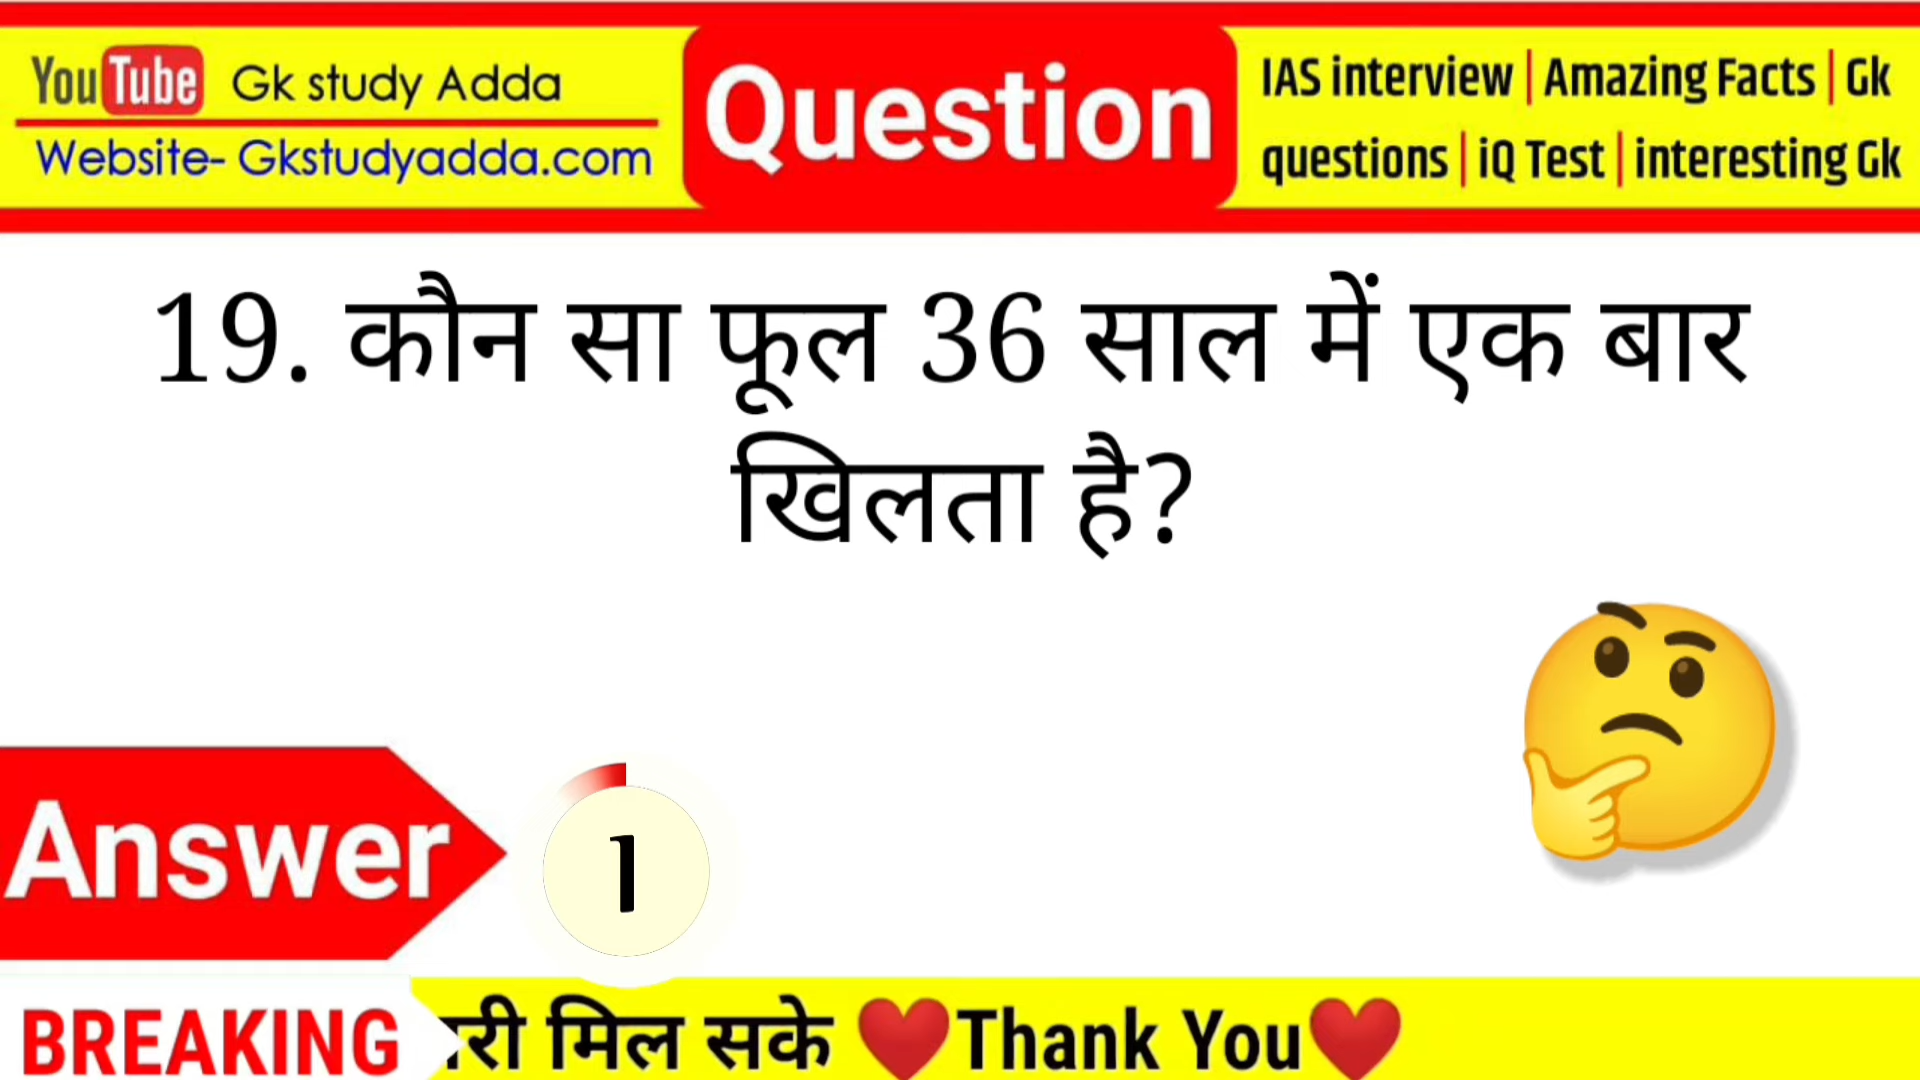 YouTube Gk study Adda
Website- Gkstudyadda.com
Question
IAS interview | Amazing Facts | Gk
questions | iQ Test | interesting Gk
19. कौन सा फूल 36 साल में एक बार
खिलता है?
Answer
1
BREAKING
री मिल सके ❤️Thank You❤️